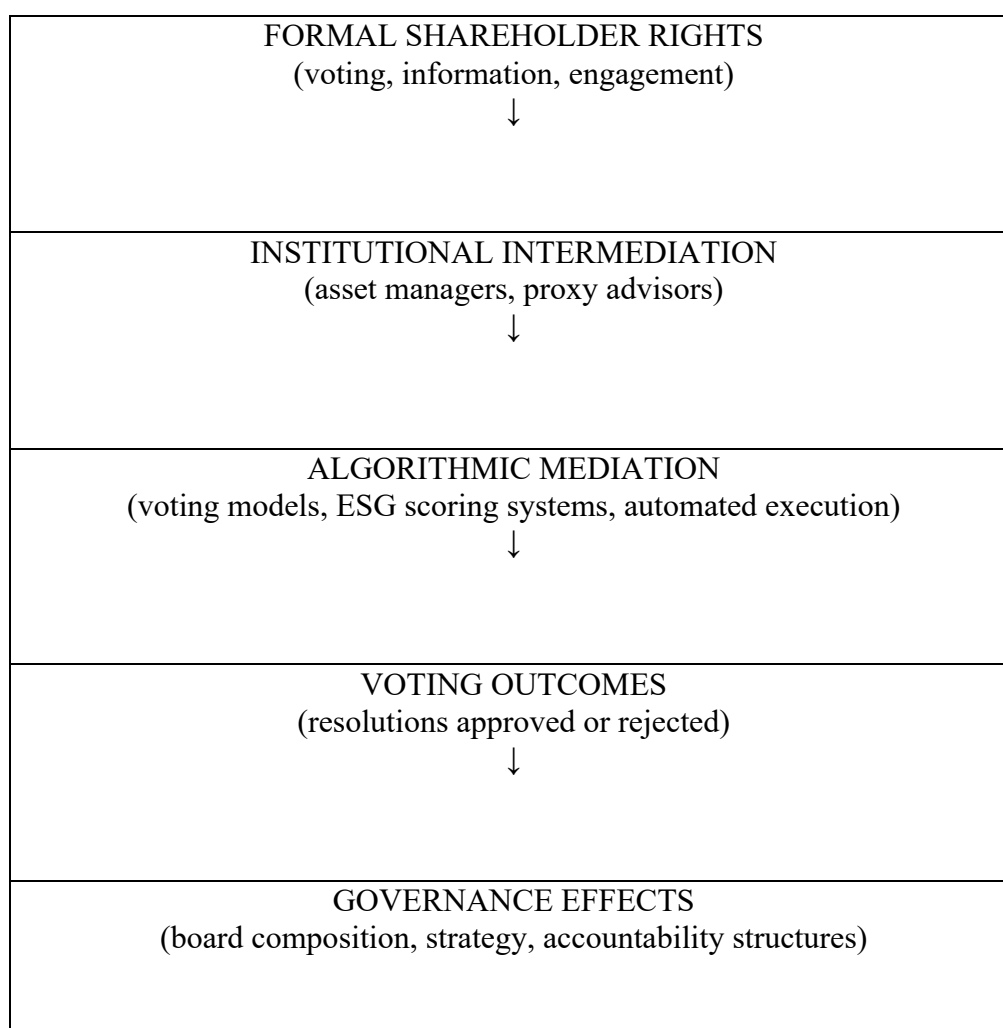 FORMAL SHAREHOLDER RIGHTS
(voting, information, engagement)
↓
INSTITUTIONAL INTERMEDIATION
(asset managers, proxy advisors)
↓
ALGORITHMIC MEDIATION
(voting models, ESG scoring systems, automated execution)
↓
VOTING OUTCOMES
(resolutions approved or rejected)
↓
GOVERNANCE EFFECTS
(board composition, strategy, accountability structures)